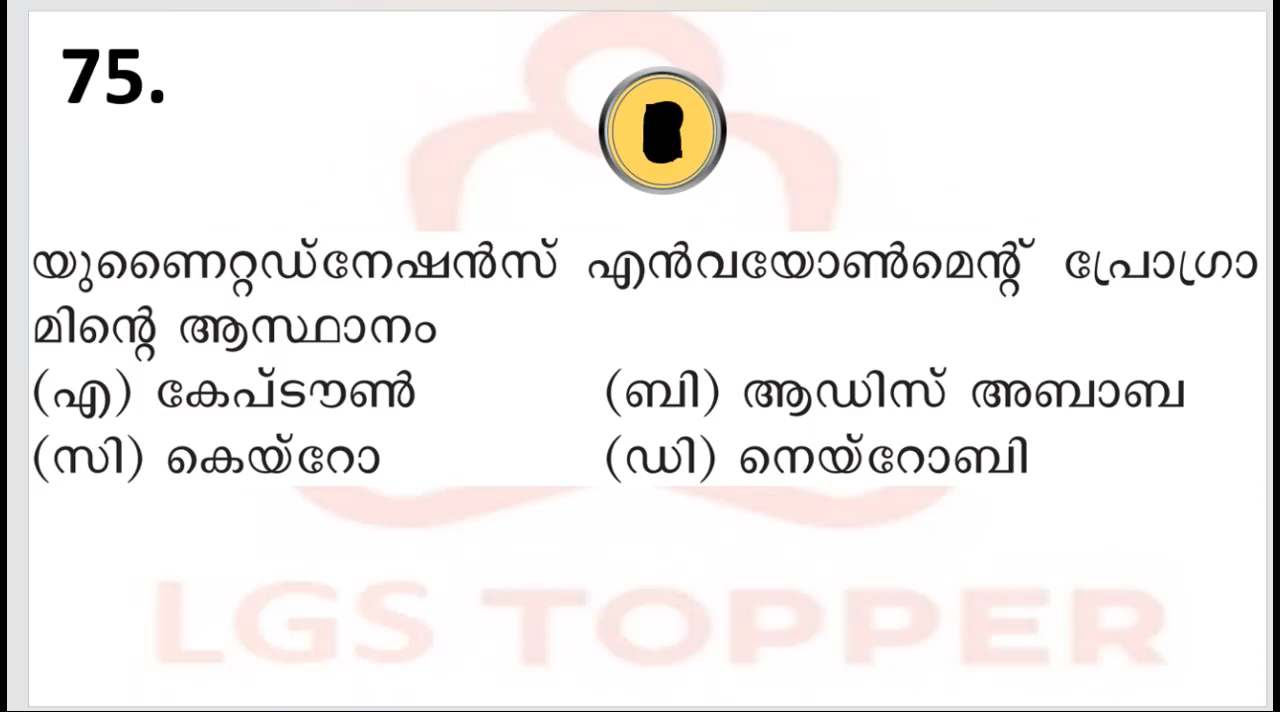 75.
യുണൈറ്റഡ്നേഷൻസ് എൻവയോൺമെന്റ് പ്രോഗ്രാ
മിന്റെ ആസ്ഥാനം
(എ) കേപ്ടൗൺ (ബി) ആഡിസ് അബാബ
(സി) കെയ്റോ (ഡി) നെയ്റോബി
LGS TOPPER